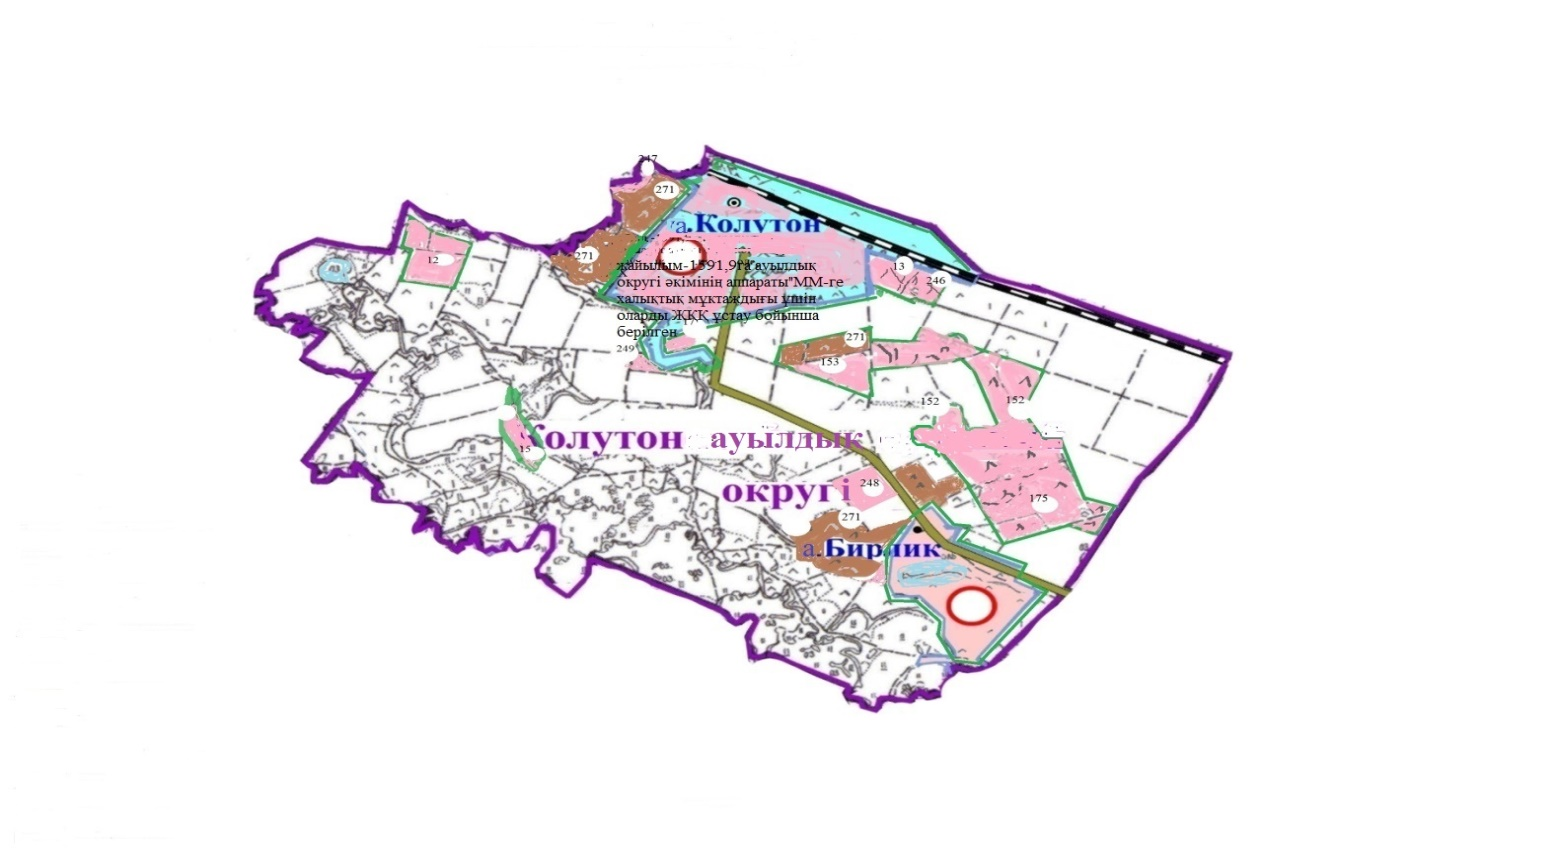 247
271
а.Колутон
271
12
13
246
жайылым-1591,9га"ауылдық
округі әкімінің аппараты"ММ-ге
халықтық мұқтаждығы үшін
оларды ЖҚҚ ұстау бойынша
берілген
249
271
153
152
152
Колутон ауылдық
15
округі
248
175
271
а.Бирлик